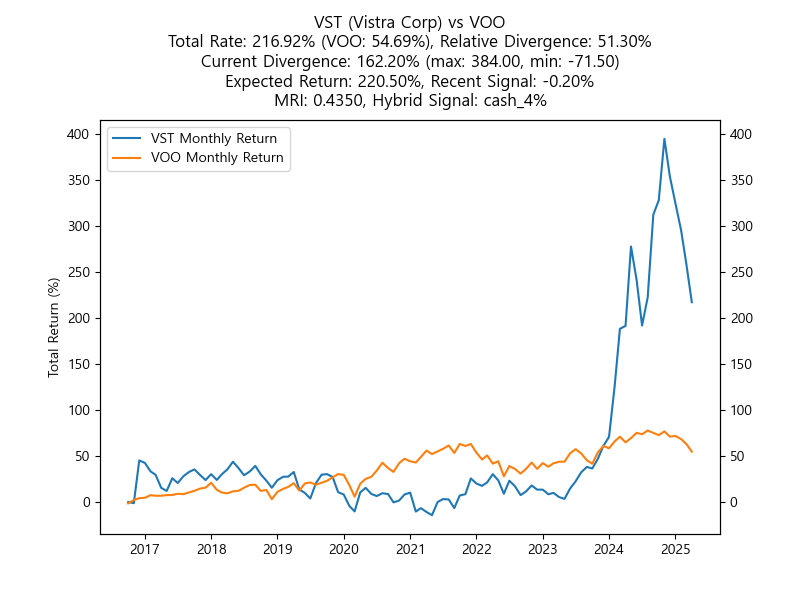 VST (Vistra Corp) vs VOO
Total Rate: 216.92% (VOO: 54.69%), Relative Divergence: 51.30%
Current Divergence: 162.20% (max: 384.00, min: -71.50)
Expected Return: 220.50%, Recent Signal: -0.20%
MRI: 0.4350, Hybrid Signal: cash_4%
VST Monthly Return
VOO Monthly Return
Total Return (%)
400
350
300
250
200
150
100
50
0
400
350
300
250
200
150
100
50
0
2017 2018 2019 2020 2021 2022 2023 2024 2025